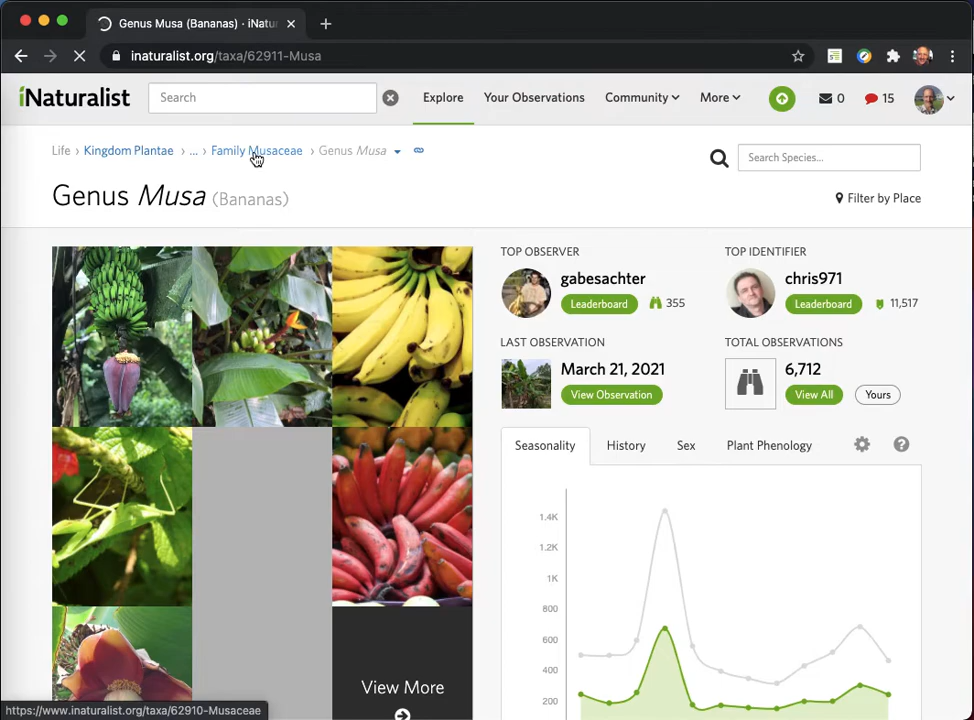 Genus Musa (Bananas) · iNatu
inaturalist.org/taxa/62911-Musa
iNaturalist
Search
Explore
Your Observations
Community
More
0
15
Life › Kingdom Plantae › ... › Family Musaceae › Genus Musa
Search Species...
Genus Musa (Bananas)
Filter by Place
TOP OBSERVER
gabesachter
Leaderboard
355
TOP IDENTIFIER
chris971
Leaderboard
11,517
LAST OBSERVATION
March 21, 2021
View Observation
TOTAL OBSERVATIONS
6,712
View All
Yours
Seasonality
History
Sex
Plant Phenology
1.4K
1.2K
1K
800
600
400
200
View More
https://www.inaturalist.org/taxa/62910-Musaceae